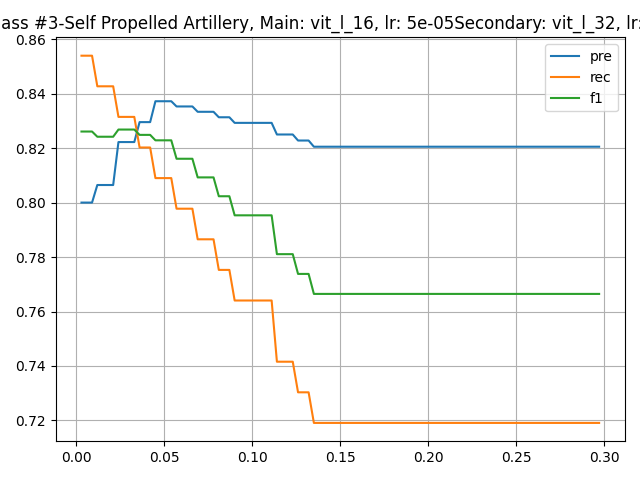 ass #3-Self Propelled Artillery, Main: vit_l_16, lr: 5e-05Secondary: vit_l_32, lr:
0.86
0.84
0.82
0.80
0.78
0.76
0.74
0.72
pre
rec
f1
0.00 0.05 0.10 0.15 0.20 0.25 0.30